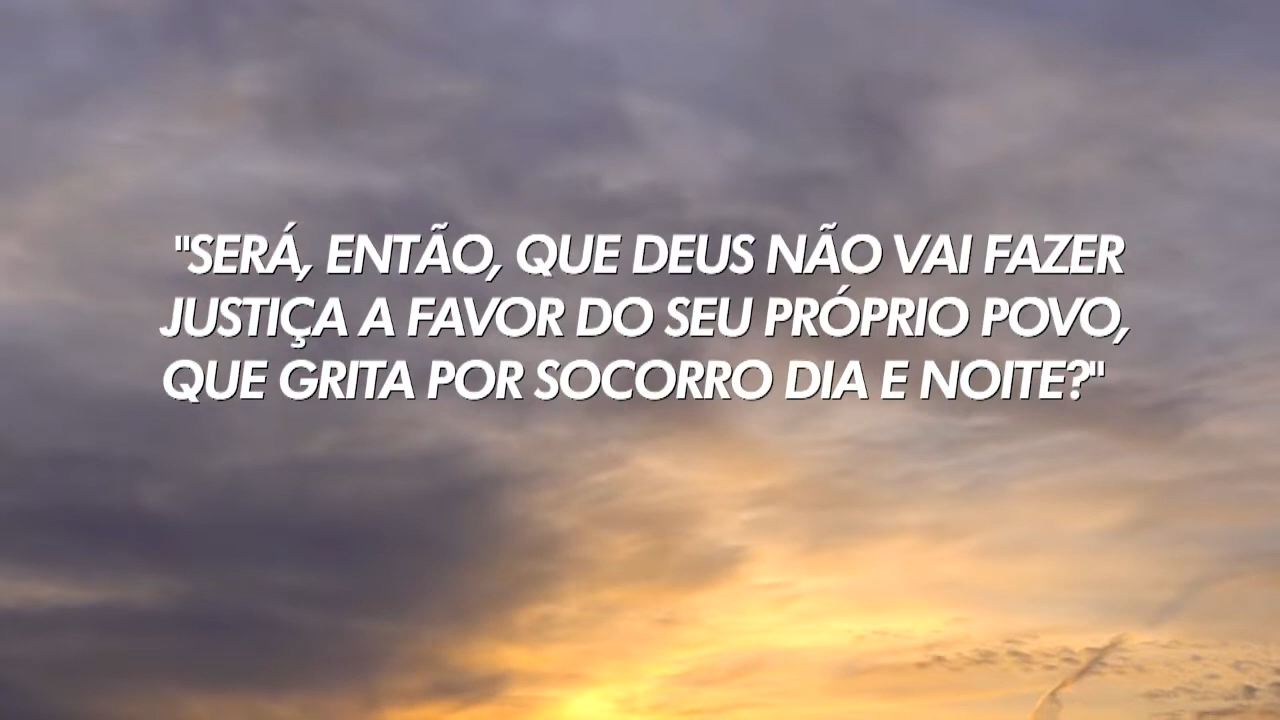 "SERÁ, ENTÃO, QUE DEUS NÃO VAI FAZER
JUSTIÇA A FAVOR DO SEU PRÓPRIO POVO,
QUE GRITA POR SOCORRO DIA E NOITE?"